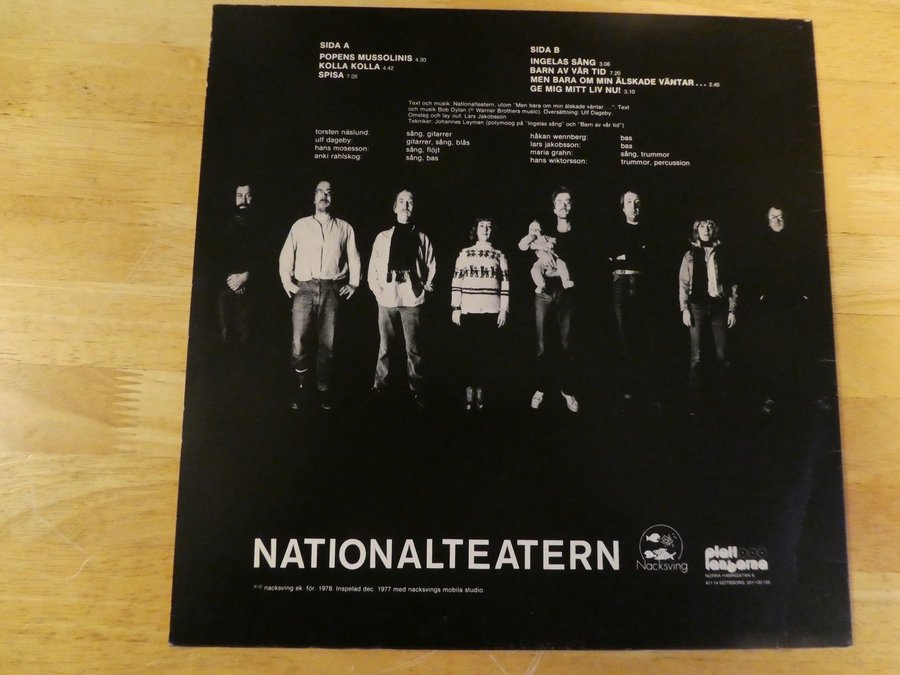 SIDA A
POPENS MUSSOLINIS 4.30
KOLLA KOLLA 4.42
SPISA 7.05
SIDA B
INGELAS SÅNG 3.06
BARN AV VÅR TID 7.20
MEN BARA OM MIN ÄLSKADE VÄNTAR... 2.46
GE MIG MITT LIV NU! 3.19
Text och musik: Nationalteatern, utom "Men bara om min älskade väntar...": Text
och musik Bob Dylan (© Warner Brothers music). Översättning: Ulf Dageby.
Omslag och lay out: Lars Jakobsson
Tekniker: Johannes Leyman (polymoog på "Ingelas sång" och "Barn av vår tid")
torsten näslund: sång, gitarrer
ulf dageby: gitarrer, sång, blås
hans mosesson: sång, flöjt
anki rahlskog: sång, bas
håkan wennberg: bas
lars jakobsson: bas
maria grahn: sång, trummor
hans wiktorsson: trummor, percussion
NATIONALTEATERN
Nacksving
plattlangarna
NORRA HAMNGATAN 4
411 14 GÖTEBORG,
℗ © nacksving ek. för. 1978. Inspelad dec. 1977 med nacksvings mobila studio.